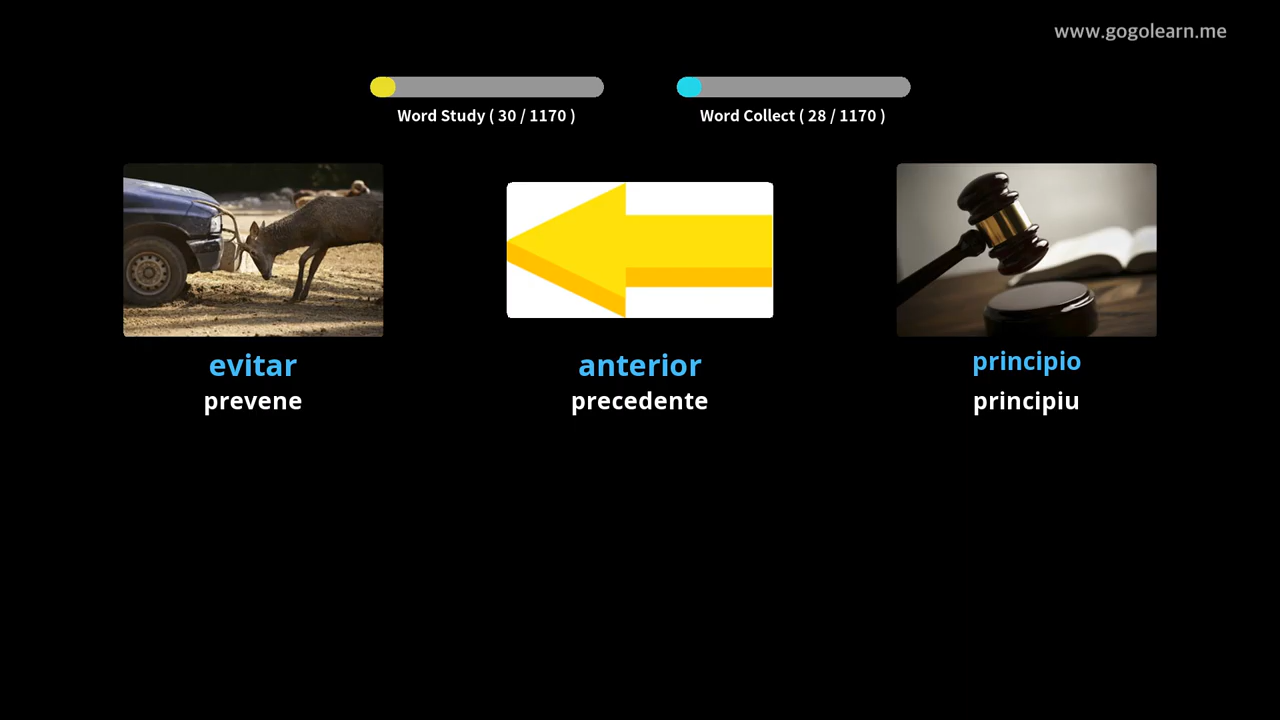 www.gogolearn.me
Word Study ( 30 / 1170 )
Word Collect ( 28 / 1170 )
evitar
prevene
anterior
precedente
principio
principiu